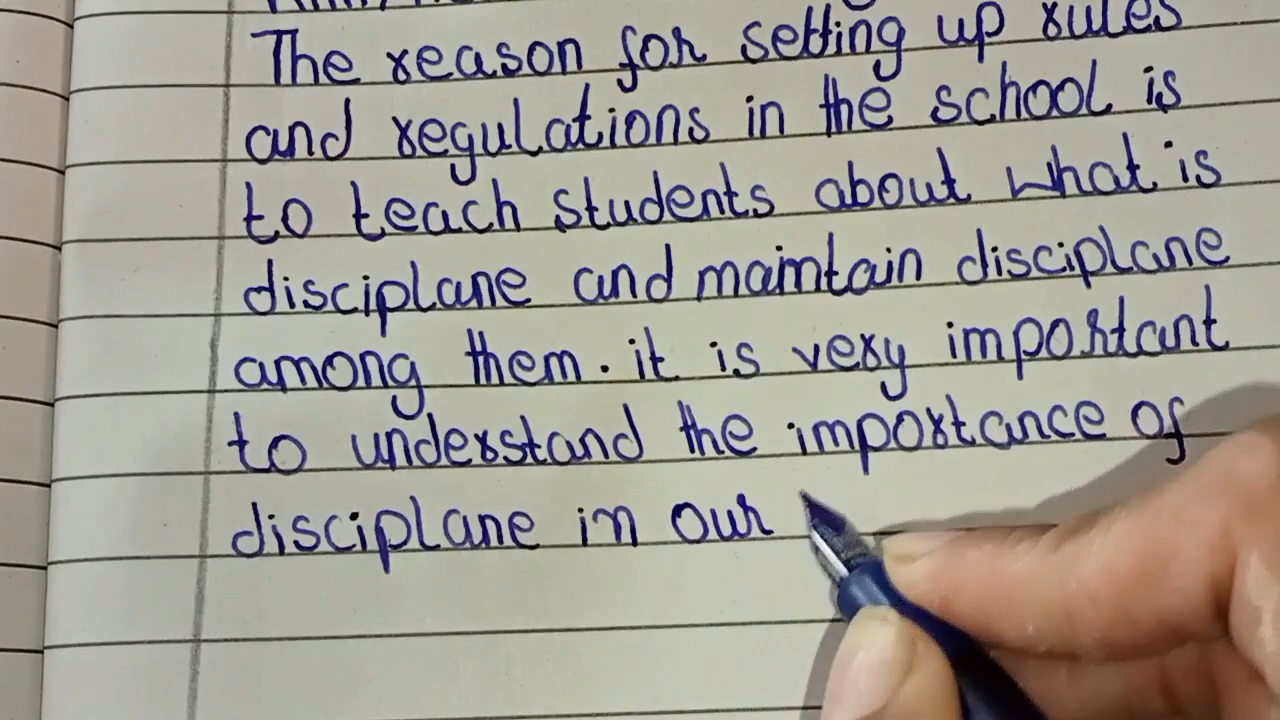 The reason for setting up rules
and regulations in the school is
to teach students about what is
disciplane and maintain disciplane
among them. it is very important
to understand the importance of
disciplane in our